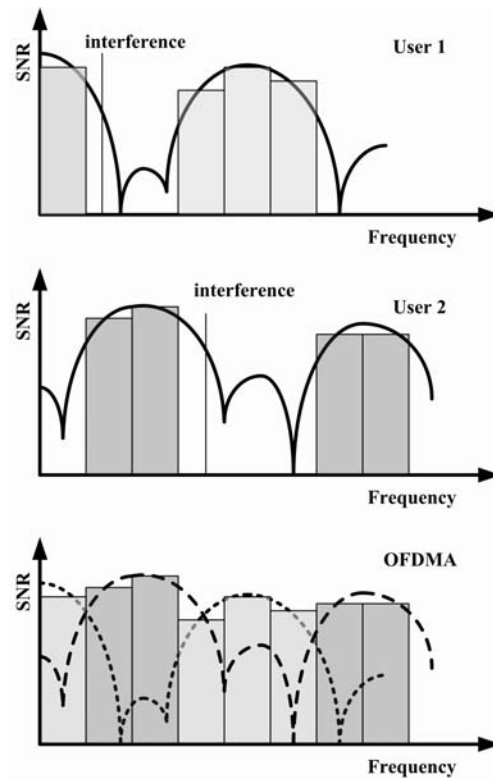 interference
User 1
SNR
Frequency
interference
User 2
SNR
Frequency
OFDMA
SNR
Frequency